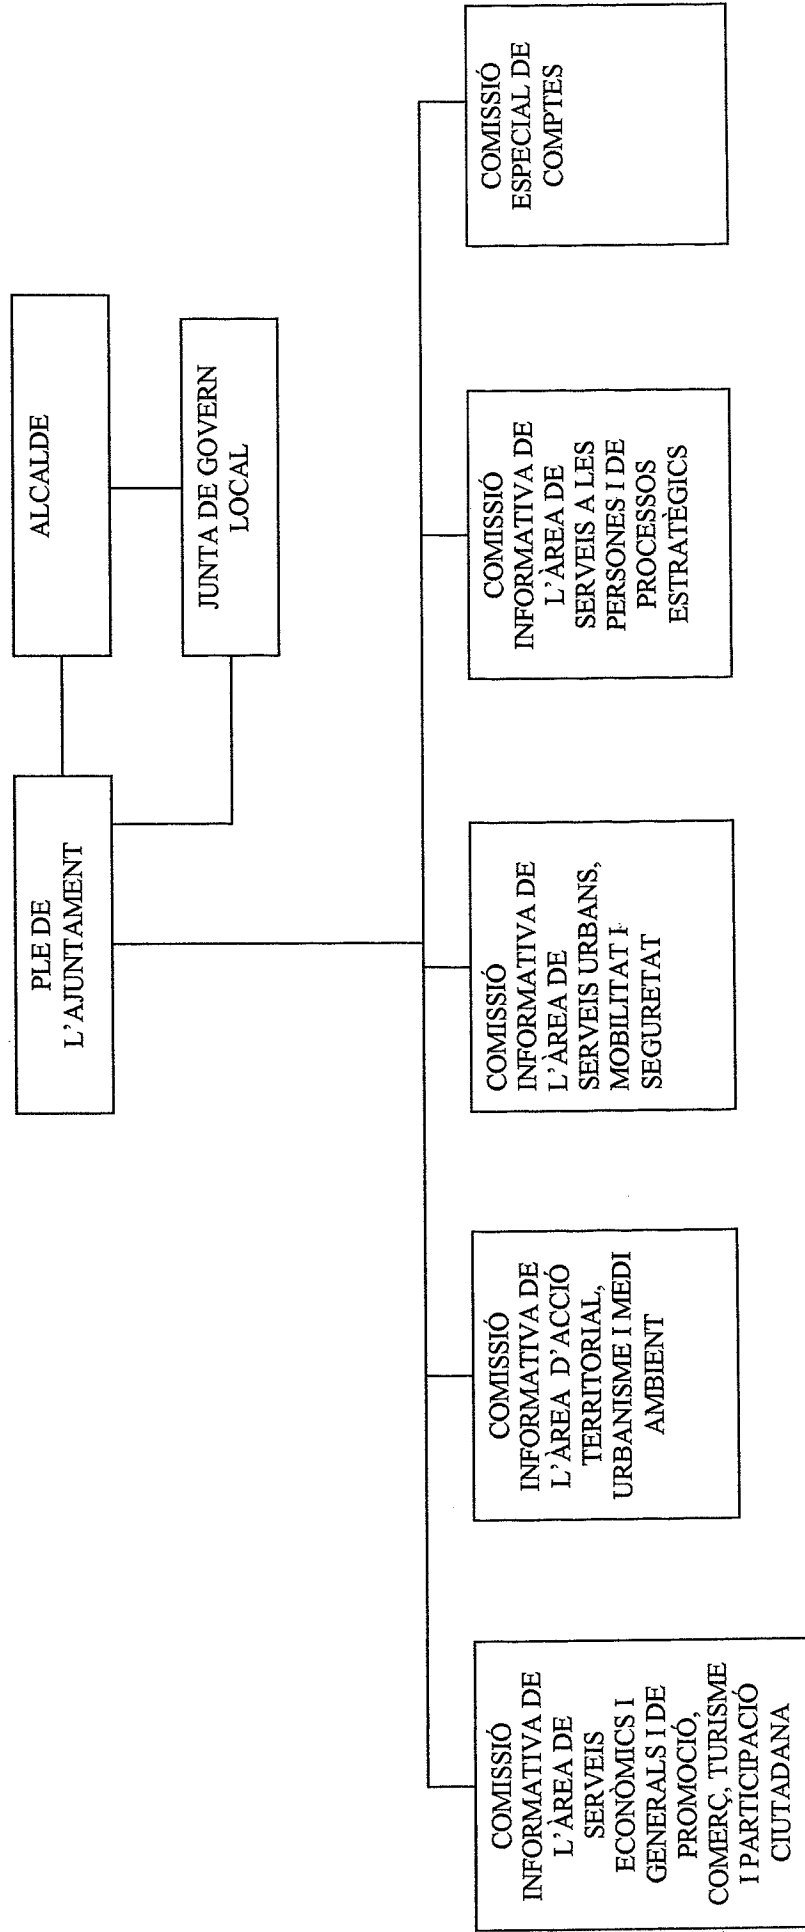 PLE DE
L'AJUNTAMENT
ALCALDE
JUNTA DE GOVERN
LOCAL
COMISSIÓ
INFORMATIVA DE
L'ÀREA DE
SERVEIS
ECONÒMICS I
GENERALS I DE
PROMOCIÓ,
COMERÇ, TURISME
I PARTICIPACIÓ
CIUTADANA
COMISSIÓ
INFORMATIVA DE
L'ÀREA D'ACCIÓ
TERRITORIAL,
URBANISME I MEDI
AMBIENT
COMISSIÓ
INFORMATIVA DE
L'ÀREA DE
SERVEIS URBANS,
MOBILITAT I
SEGURETAT
COMISSIÓ
INFORMATIVA DE
L'ÀREA DE
SERVEIS A LES
PERSONES I DE
PROCESSOS
ESTRATÈGICS
COMISSIÓ
ESPECIAL DE
COMPTES